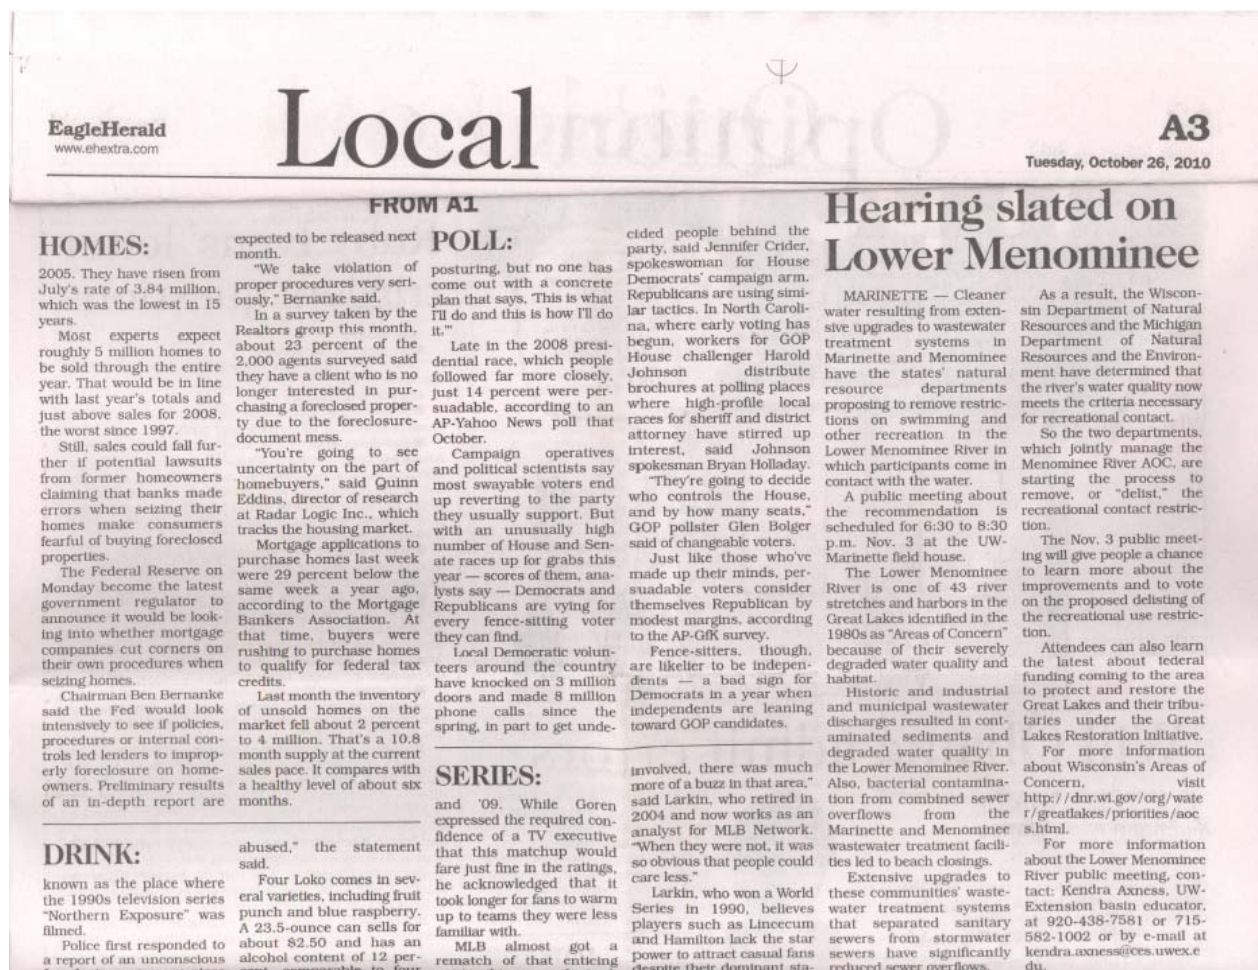 EagleHerald
www.ehextra.com
Local
A3
Tuesday, October 26, 2010
FROM A1
HOMES:
2005. They have risen from
July's rate of 3.84 million,
which was the lowest in 15
years.
Most experts expect
roughly 5 million homes to
be sold through the entire
year. That would be in line
with last year's totals and
just above sales for 2008,
the worst since 1997.
Still, sales could fall fur-
ther if potential lawsuits
from former homeowners
claiming that banks made
errors when seizing their
homes make consumers
fearful of buying foreclosed
properties.
The Federal Reserve on
Monday become the latest
government regulator to
announce it would be look-
ing into whether mortgage
companies cut corners on
their own procedures when
seizing homes.
Chairman Ben Bernanke
said the Fed would look
intensively to see if policies,
procedures or internal con-
trols led lenders to improp-
erly foreclosure on home-
owners. Preliminary results
of an in-depth report are
expected to be released next
month.
"We take violation of
proper procedures very seri-
ously," Bernanke said.
In a survey taken by the
Realtors group this month,
about 23 percent of the
2,000 agents surveyed said
they have a client who is no
longer interested in pur-
chasing a foreclosed proper-
ty due to the foreclosure-
document mess.
"You're going to see
uncertainty on the part of
homebuyers," said Quinn
Eddins, director of research
at Radar Logic Inc., which
tracks the housing market.
Mortgage applications to
purchase homes last week
were 29 percent below the
same week a year ago,
according to the Mortgage
Bankers Association. At
that time, buyers were
rushing to purchase homes
to qualify for federal tax
credits.
Last month the inventory
of unsold homes on the
market fell about 2 percent
to 4 million. That's a 10.8
month supply at the current
sales pace. It compares with
a healthy level of about six
months.
DRINK:
known as the place where
the 1990s television series
"Northern Exposure" was
filmed.
Police first responded to
a report of an unconscious
abused," the statement
said.
Four Loko comes in sev-
eral varieties, including fruit
punch and blue raspberry.
A 23.5-ounce can sells for
about $2.50 and has an
alcohol content of 12 per-
cent, comparable to four
POLL:
posturing, but no one has
come out with a concrete
plan that says, 'This is what
I'll do and this is how I'll do
it.'"
Late in the 2008 presi-
dential race, which people
followed far more closely,
just 14 percent were per-
suadable, according to an
AP-Yahoo News poll that
October.
Campaign operatives
and political scientists say
most swayable voters end
up reverting to the party
they usually support. But
with an unusually high
number of House and Sen-
ate races up for grabs this
year — scores of them, ana-
lysts say — Democrats and
Republicans are vying for
every fence-sitting voter
they can find.
Local Democratic volun-
teers around the country
have knocked on 3 million
doors and made 8 million
phone calls since the
spring, in part to get unde-
cided people behind the
party, said Jennifer Crider,
spokeswoman for House
Democrats' campaign arm.
Republicans are using simi-
lar tactics. In North Caroli-
na, where early voting has
begun, workers for GOP
House challenger Harold
Johnson distribute
brochures at polling places
where high-profile local
races for sheriff and district
attorney have stirred up
interest, said Johnson
spokesman Bryan Holladay.
"They're going to decide
who controls the House,
and by how many seats,"
GOP pollster Glen Bolger
said of changeable voters.
Just like those who've
made up their minds, per-
suadable voters consider
themselves Republican by
modest margins, according
to the AP-GfK survey.
Fence-sitters, though,
are likelier to be indepen-
dents — a bad sign for
Democrats in a year when
independents are leaning
toward GOP candidates.
SERIES:
and '09. While Goren
expressed the required con-
fidence of a TV executive
that this matchup would
fare just fine in the ratings,
he acknowledged that it
took longer for fans to warm
up to teams they were less
familiar with.
MLB almost got a
rematch of that enticing
involved, there was much
more of a buzz in that area,"
said Larkin, who retired in
2004 and now works as an
analyst for MLB Network.
"When they were not, it was
so obvious that people could
care less."
Larkin, who won a World
Series in 1990, believes
players such as Lincecum
and Hamilton lack the star
power to attract casual fans
despite their dominant sta-
Hearing slated on
Lower Menominee
MARINETTE — Cleaner
water resulting from exten-
sive upgrades to wastewater
treatment systems in
Marinette and Menominee
have the states' natural
resource departments
proposing to remove restric-
tions on swimming and
other recreation in the
Lower Menominee River in
which participants come in
contact with the water.
A public meeting about
the recommendation is
scheduled for 6:30 to 8:30
p.m. Nov. 3 at the UW-
Marinette field house.
The Lower Menominee
River is one of 43 river
stretches and harbors in the
Great Lakes identified in the
1980s as "Areas of Concern"
because of their severely
degraded water quality and
habitat.
Historic and industrial
and municipal wastewater
discharges resulted in cont-
aminated sediments and
degraded water quality in
the Lower Menominee River.
Also, bacterial contamina-
tion from combined sewer
overflows from the
Marinette and Menominee
wastewater treatment facili-
ties led to beach closings.
Extensive upgrades to
these communities' waste-
water treatment systems
that separated sanitary
sewers from stormwater
sewers have significantly
reduced sewer overflows.
As a result, the Wiscon-
sin Department of Natural
Resources and the Michigan
Department of Natural
Resources and the Environ-
ment have determined that
the river's water quality now
meets the criteria necessary
for recreational contact.
So the two departments,
which jointly manage the
Menominee River AOC, are
starting the process to
remove, or "delist," the
recreational contact restric-
tion.
The Nov. 3 public meet-
ing will give people a chance
to learn more about the
improvements and to vote
on the proposed delisting of
the recreational use restric-
tion.
Attendees can also learn
the latest about federal
funding coming to the area
to protect and restore the
Great Lakes and their tribu-
taries under the Great
Lakes Restoration Initiative.
For more information
about Wisconsin's Areas of
Concern, visit
http://dnr.wi.gov/org/wate
r/greatlakes/priorities/aoc
s.html.
For more information
about the Lower Menominee
River public meeting, con-
tact: Kendra Axness, UW-
Extension basin educator,
at 920-438-7581 or 715-
582-1002 or by e-mail at
kendra.axness@ces.uwex.e
du.